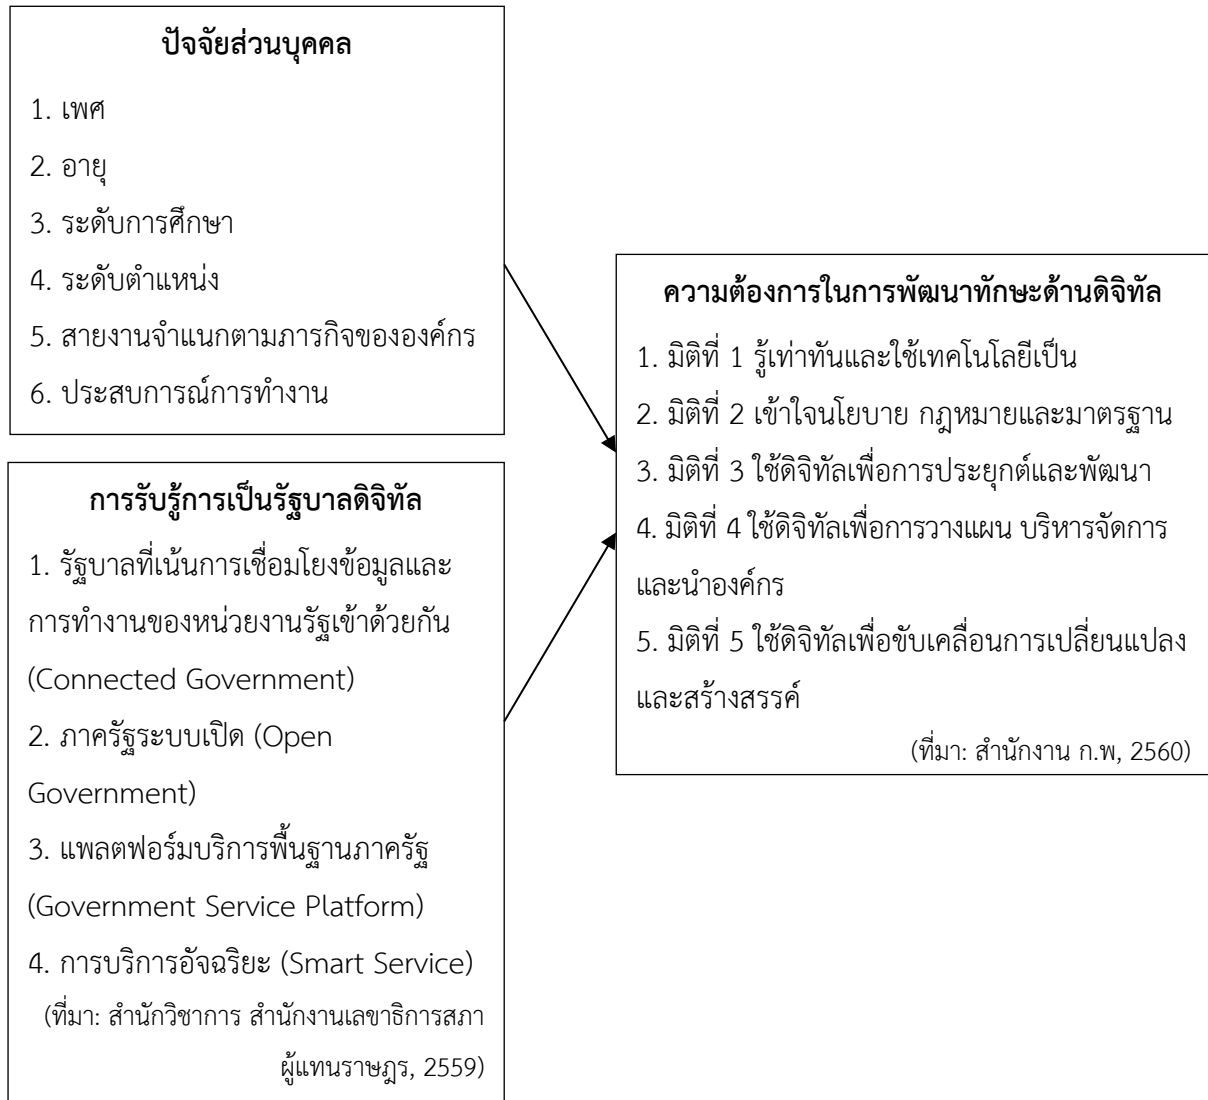 ปัจจัยส่วนบุคคล
1. เพศ
2. อายุ
3. ระดับการศึกษา
4. ระดับตำแหน่ง
5. สายงานจำแนกตามภารกิจขององค์กร
6. ประสบการณ์การทำงาน
การรับรู้การเป็นรัฐบาลดิจิทัล
1. รัฐบาลที่เน้นการเชื่อมโยงข้อมูลและ
การทำงานของหน่วยงานรัฐเข้าด้วยกัน
(Connected Government)
2. ภาครัฐระบบเปิด (Open
Government)
3. แพลตฟอร์มบริการพื้นฐานภาครัฐ
(Government Service Platform)
4. การบริการอัจฉริยะ (Smart Service)
(ที่มา: สำนักวิชาการ สำนักงานเลขาธิการสภา
ผู้แทนราษฎร, 2559)
ความต้องการในการพัฒนาทักษะด้านดิจิทัล
1. มิติที่ 1 รู้เท่าทันและใช้เทคโนโลยีเป็น
2. มิติที่ 2 เข้าใจนโยบาย กฎหมายและมาตรฐาน
3. มิติที่ 3 ใช้ดิจิทัลเพื่อการประยุกต์และพัฒนา
4. มิติที่ 4 ใช้ดิจิทัลเพื่อการวางแผน บริหารจัดการ
และนำองค์กร
5. มิติที่ 5 ใช้ดิจิทัลเพื่อขับเคลื่อนการเปลี่ยนแปลง
และสร้างสรรค์
(ที่มา: สำนักงาน ก.พ, 2560)